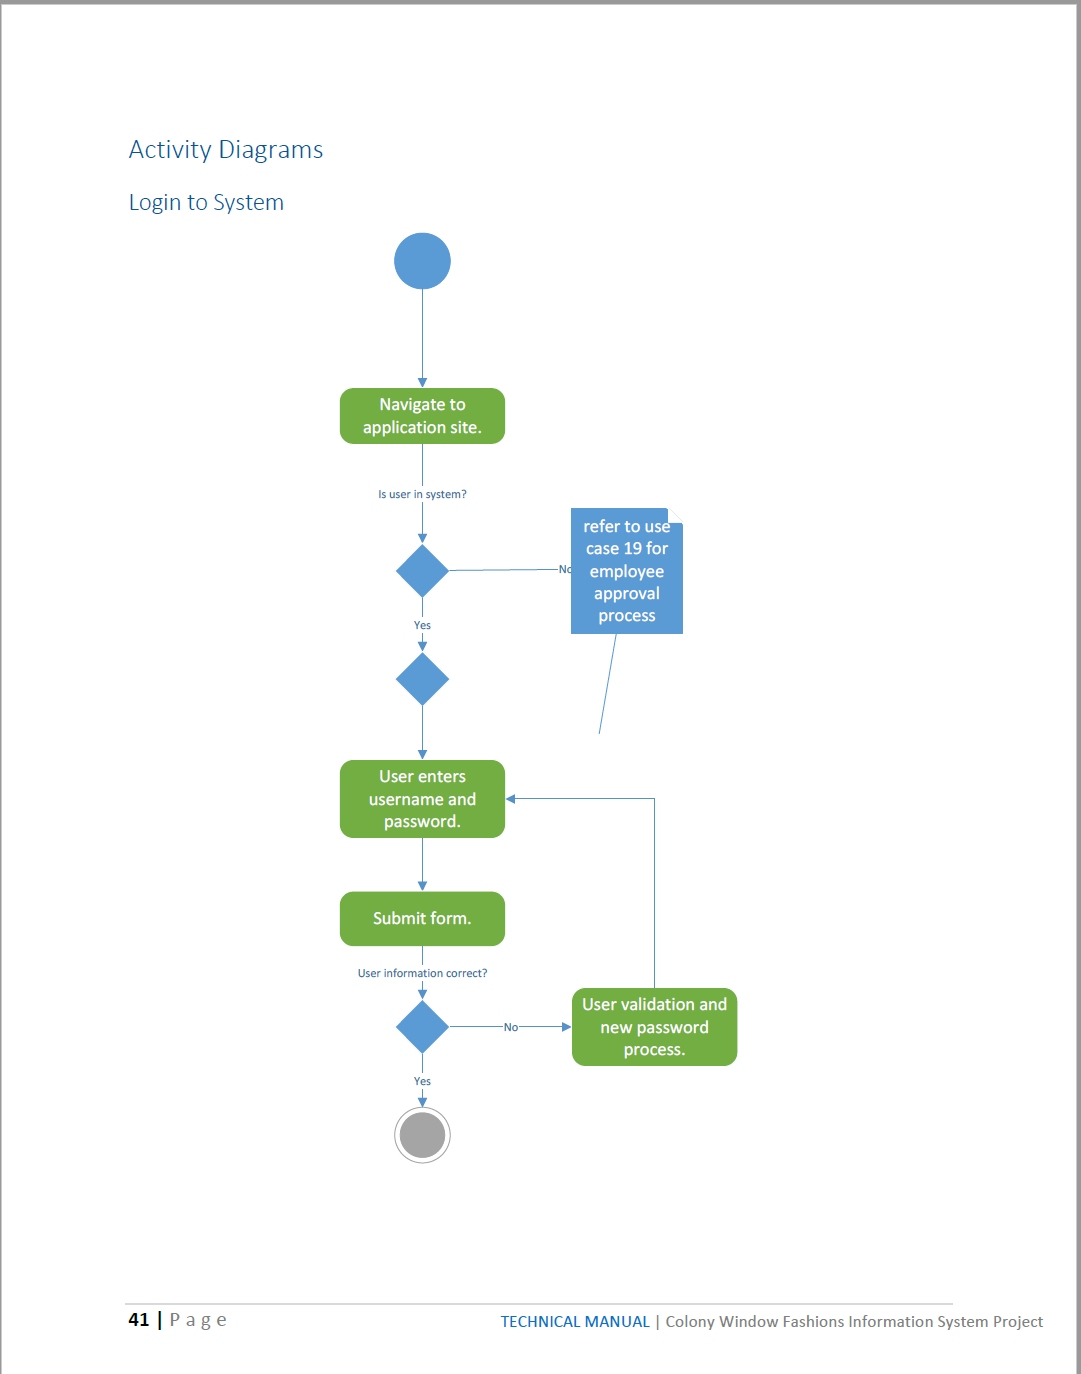 Activity Diagrams
Login to System
Navigate to
application site.
Is user in system?
refer to use
case 19 for
employee
approval
process
No
Yes
User enters
username and
password.
Submit form.
User information correct?
User validation and
new password
process.
No
Yes
41 | Page
TECHNICAL MANUAL | Colony Window Fashions Information System Project